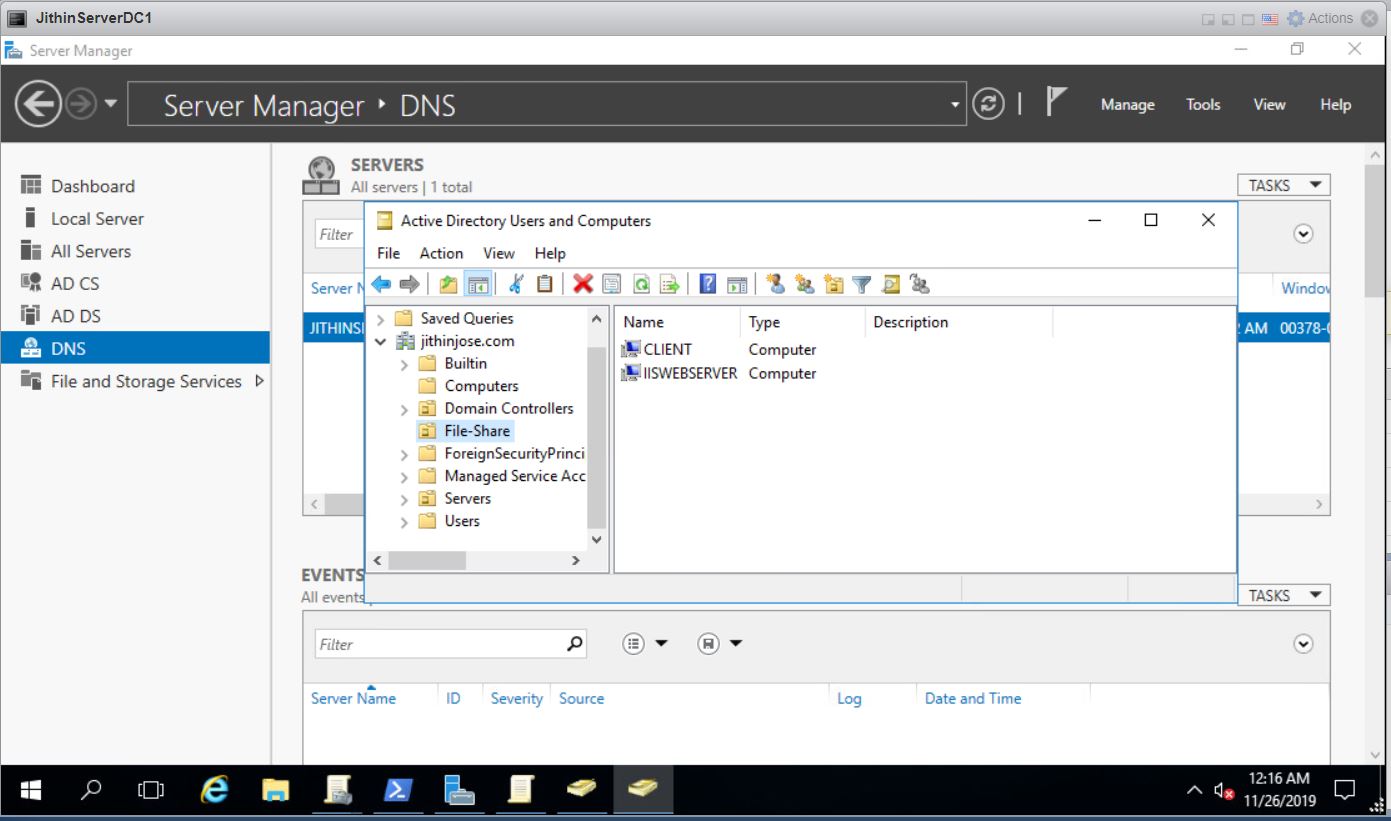 JithinServerDC1
Actions
Server Manager
Server Manager ‣ DNS
Manage Tools View Help
Dashboard
Local Server
All Servers
AD CS
AD DS
DNS
File and Storage Services
SERVERS
All servers | 1 total
TASKS
Filter
Server N
Window
JITHINSE
2 AM 00378-0
Active Directory Users and Computers
File Action View Help
Saved Queries
jithinjose.com
Builtin
Computers
Domain Controllers
File-Share
ForeignSecurityPrinci
Managed Service Acc
Servers
Users
Name Type Description
CLIENT Computer
IISWEBSERVER Computer
EVENTS
All events
TASKS
Filter
Server Name ID Severity Source Log Date and Time
12:16 AM
11/26/2019